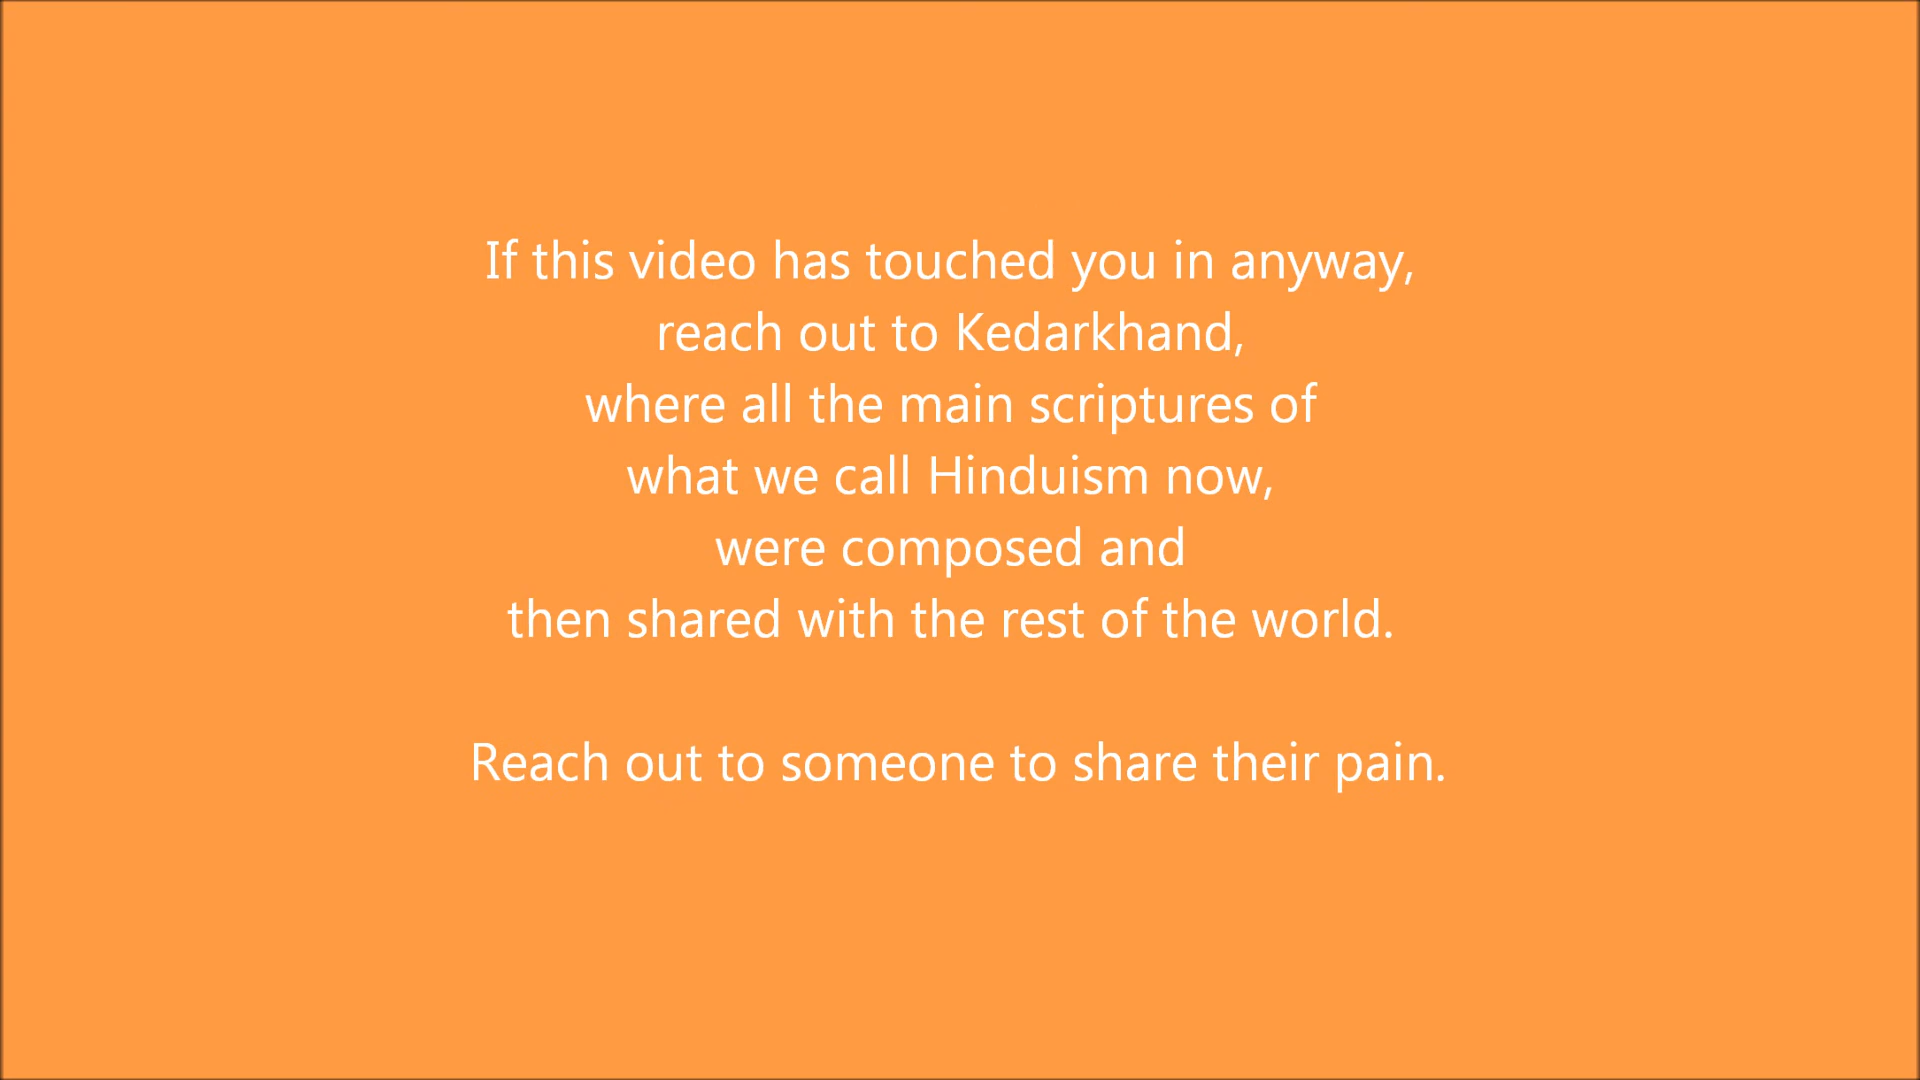 If this video has touched you in anyway,
reach out to Kedarkhand,
where all the main scriptures of
what we call Hinduism now,
were composed and
then shared with the rest of the world.
Reach out to someone to share their pain.